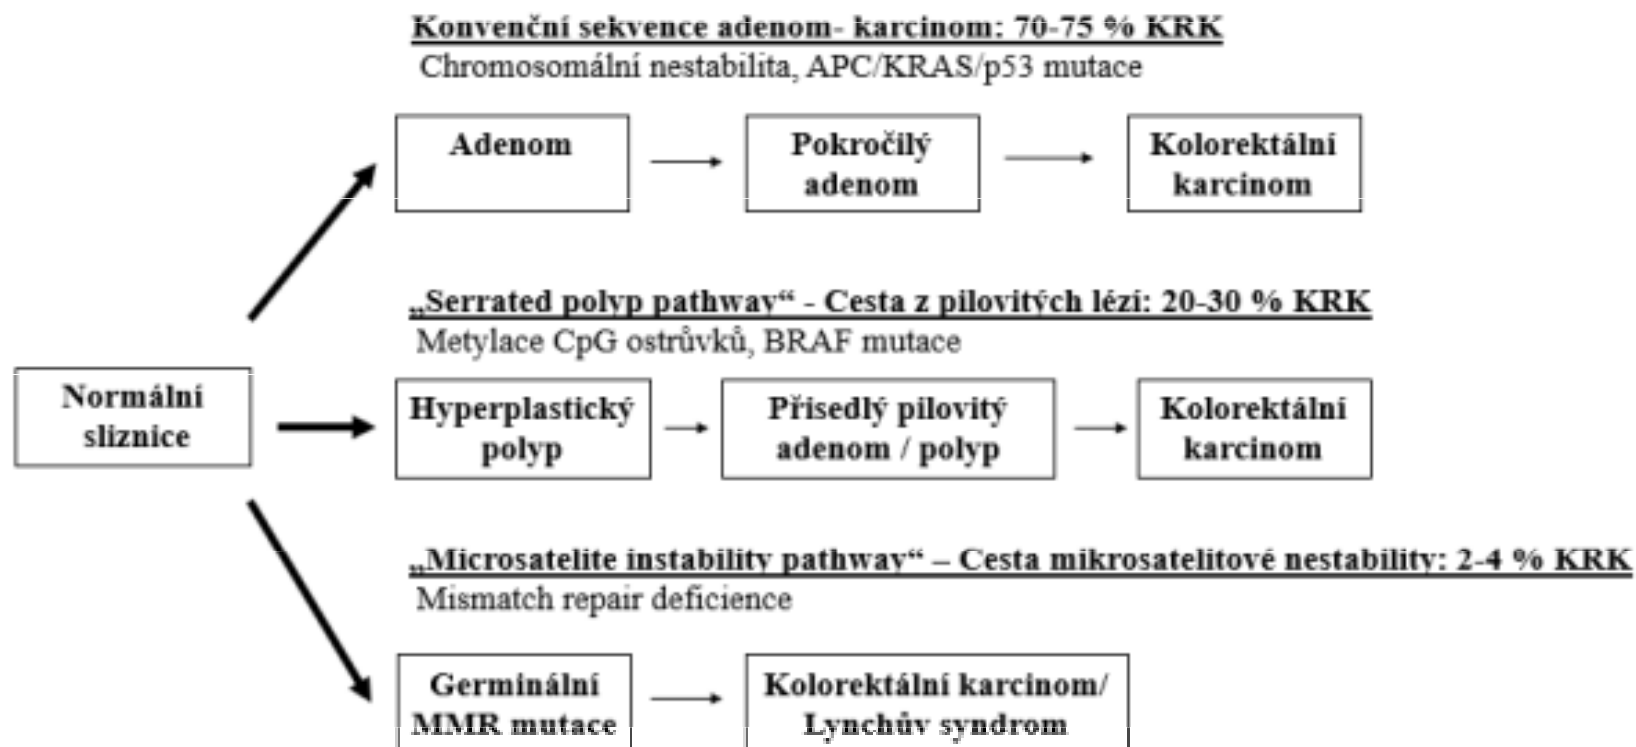 Konvenční sekvence adenom- karcinom: 70-75 % KRK
Chromosomální nestabilita, APC/KRAS/p53 mutace
Adenom
Pokročilý
adenom
Kolorektální
karcinom
„Serrated polyp pathway“ - Cesta z pilovitých lézí: 20-30 % KRK
Metylace CpG ostrůvků, BRAF mutace
Normální
sliznice
Hyperplastický
polyp
Přisedlý pilovitý
adenom / polyp
Kolorektální
karcinom
„Microsatelite instability pathway“ – Cesta mikrosatelitové nestability: 2-4 % KRK
Mismatch repair deficience
Germinální
MMR mutace
Kolorektální karcinom/
Lynchův syndrom